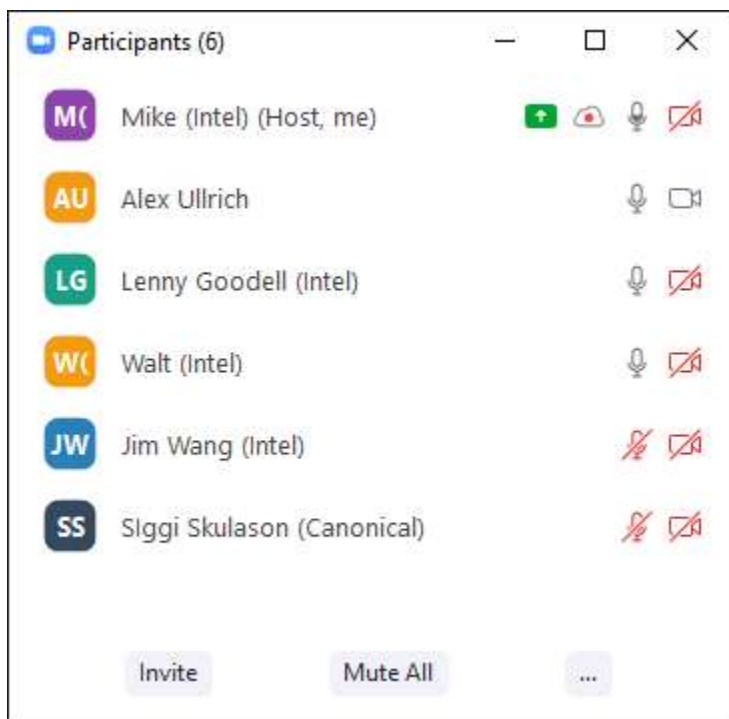 Participants (6)
M( Mike (Intel) (Host, me)
AU Alex Ullrich
LG Lenny Goodell (Intel)
W( Walt (Intel)
JW Jim Wang (Intel)
SS SIggi Skulason (Canonical)
Invite Mute All ...